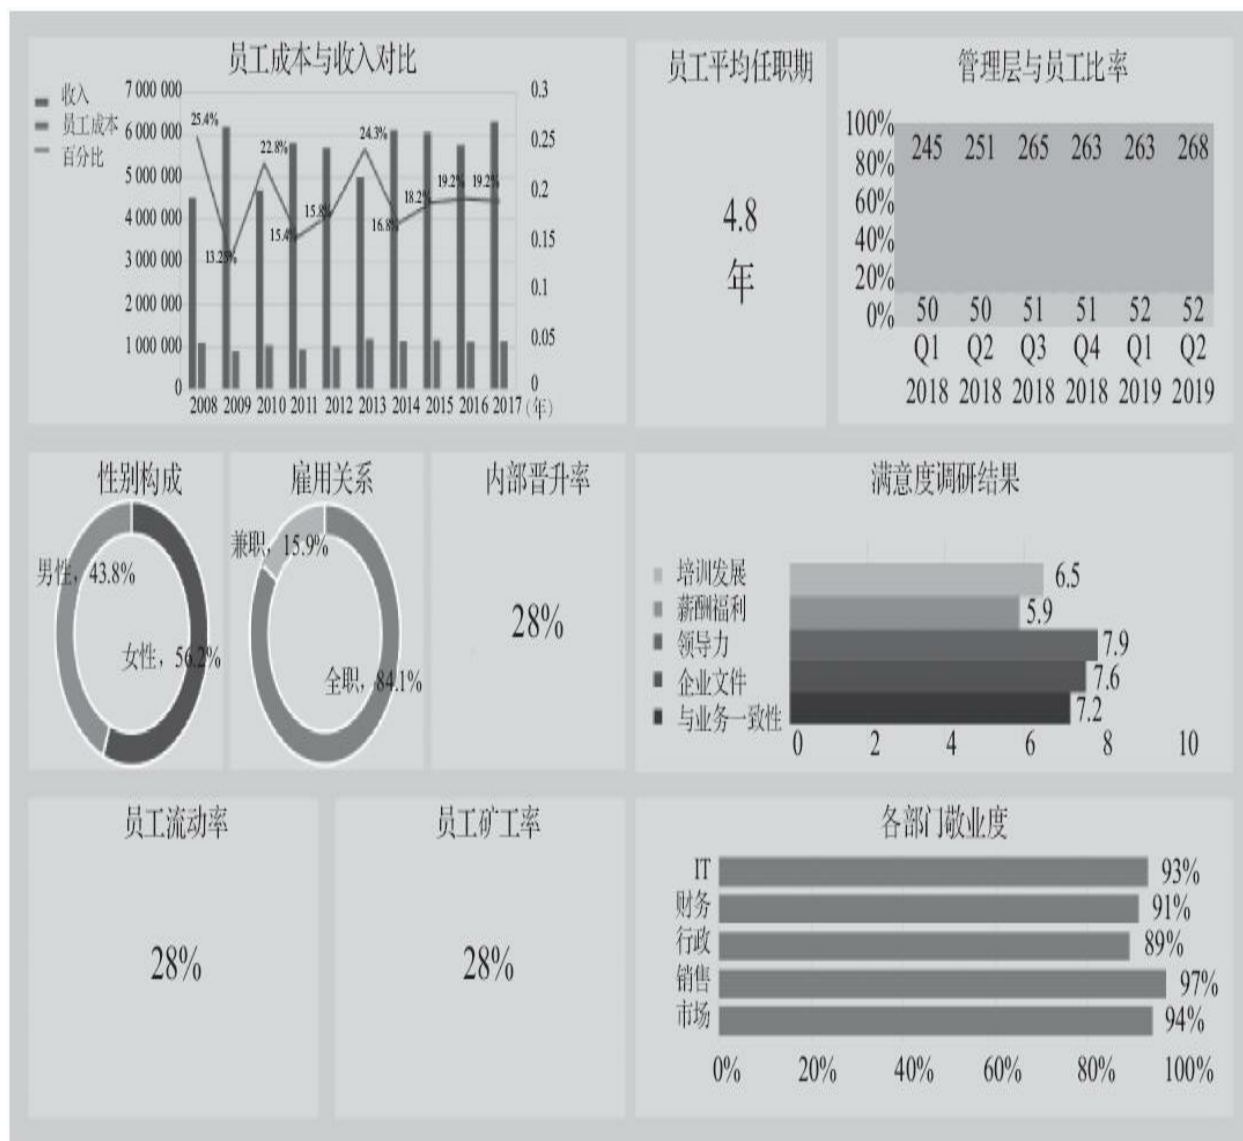 员工成本与收入对比
收入
员工成本
百分比
7 000 000
6 000 000
5 000 000
4 000 000
3 000 000
2 000 000
1 000 000
0
0.3
0.25
0.2
0.15
0.1
0.05
0
25.4%
13.25%
22.8%
15.4%
15.8%
24.3%
16.8%
18.2%
19.2%
19.2%
2008 2009 2010 2011 2012 2013 2014 2015 2016 2017 (年)
员工平均任职期
4.8
年
管理层与员工比率
100%
80%
60%
40%
20%
0%
245 251 265 263 263 268
50 50 51 51 52 52
Q1 Q2 Q3 Q4 Q1 Q2
2018 2018 2018 2018 2019 2019
性别构成
男性，43.8%
女性，56.2%
雇用关系
兼职，15.9%
全职，84.1%
内部晋升率
28%
满意度调研结果
培训发展
薪酬福利
领导力
企业文件
与业务一致性
6.5
5.9
7.9
7.6
7.2
0 2 4 6 8 10
员工流动率
28%
员工矿工率
28%
各部门敬业度
IT 93%
财务 91%
行政 89%
销售 97%
市场 94%
0% 20% 40% 60% 80% 100%